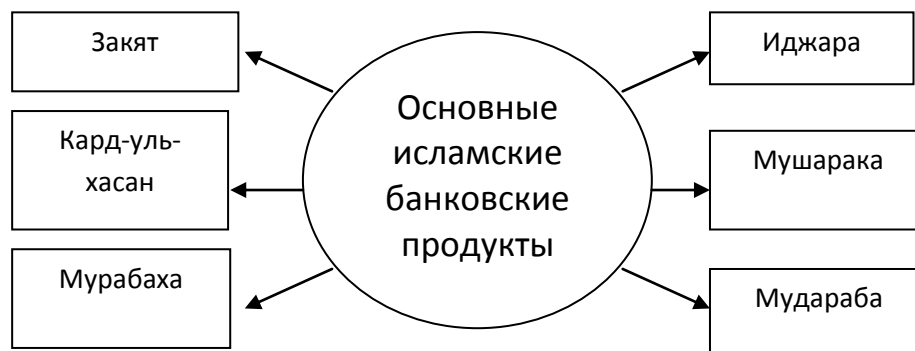 Закят
Иджара
Основные
исламские
банковские
продукты
Кард-уль-
хасан
Мушарака
Мурабаха
Мудараба